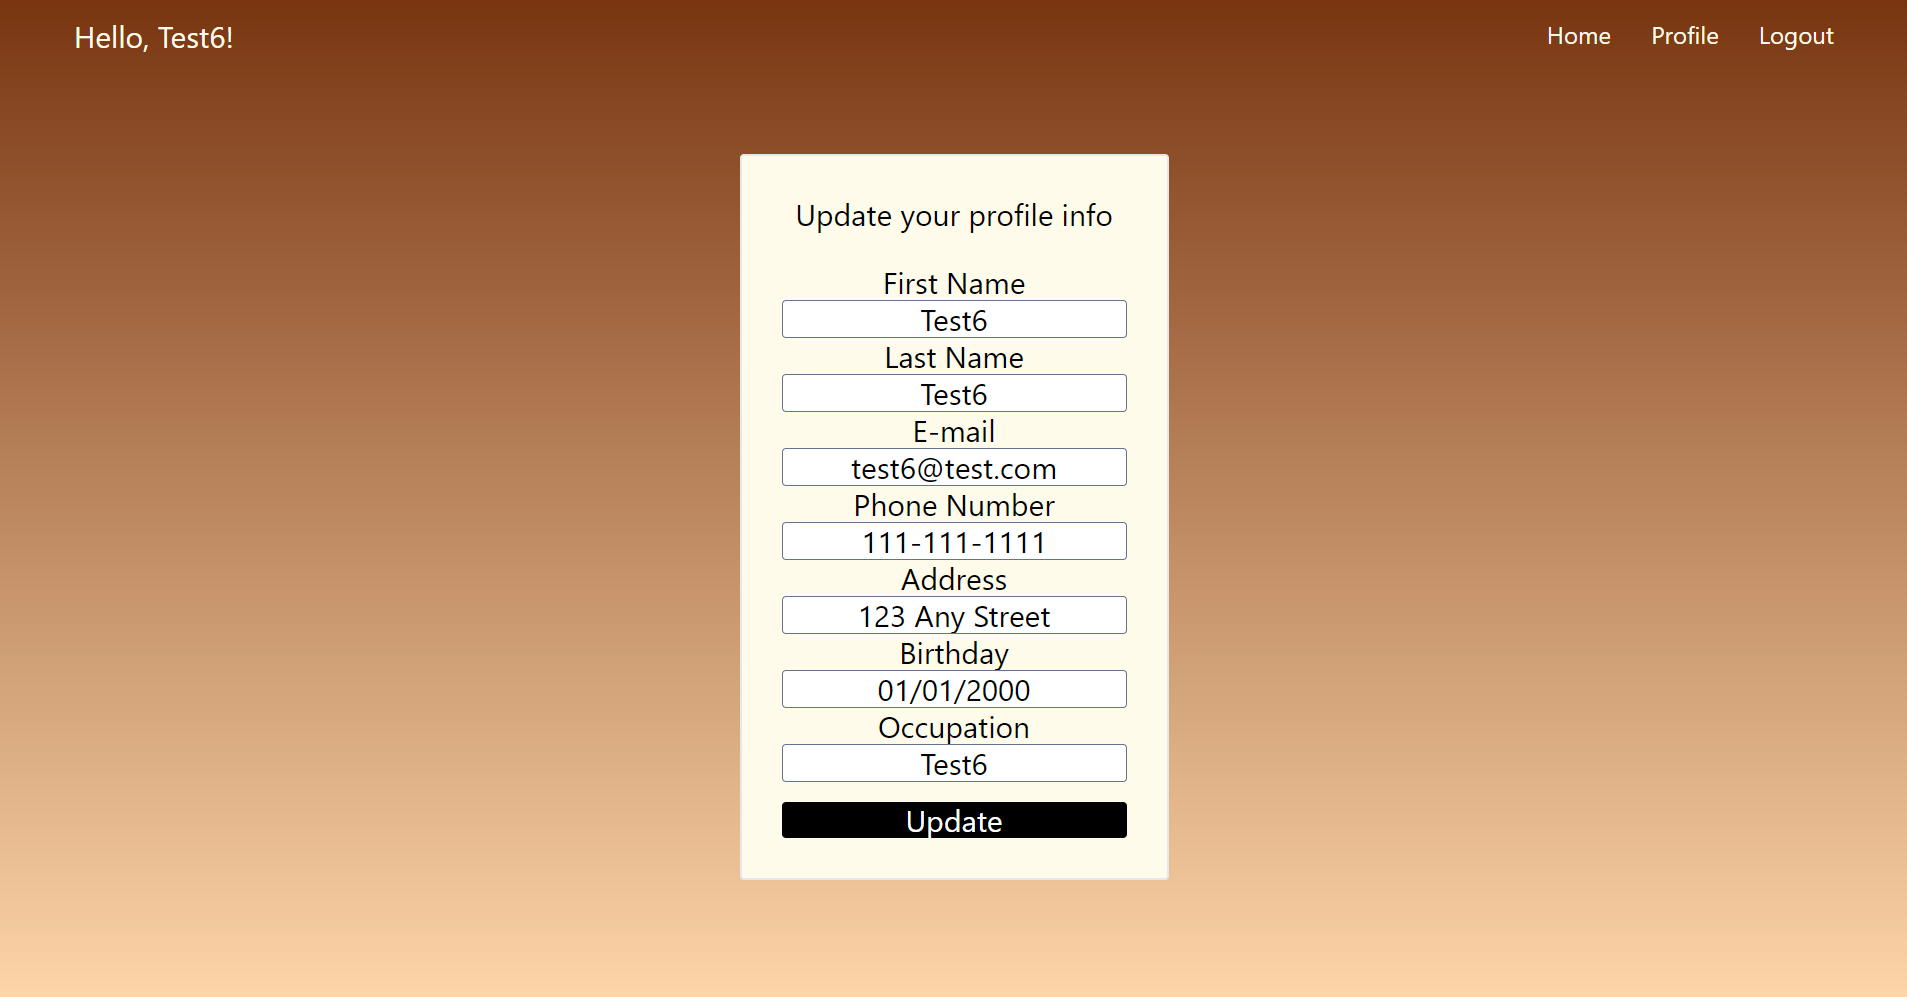 Hello, Test6!
Home Profile Logout
Update your profile info
First Name
Test6
Last Name
Test6
E-mail
test6@test.com
Phone Number
111-111-1111
Address
123 Any Street
Birthday
01/01/2000
Occupation
Test6
Update